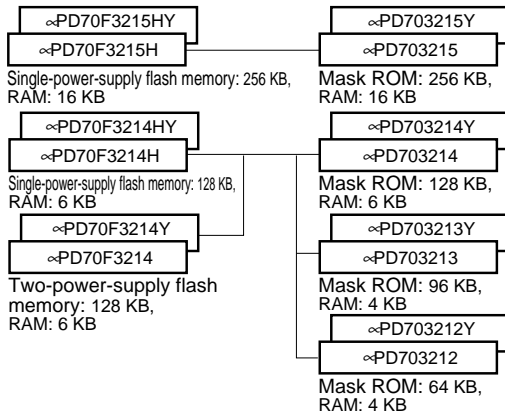 ∝PD70F3215HY
∝PD70F3215H
Single-power-supply flash memory: 256 KB,
RAM: 16 KB
∝PD703215Y
∝PD703215
Mask ROM: 256 KB,
RAM: 16 KB
∝PD70F3214HY
∝PD70F3214H
Single-power-supply flash memory: 128 KB,
RAM: 6 KB
∝PD703214Y
∝PD703214
Mask ROM: 128 KB,
RAM: 6 KB
∝PD70F3214Y
∝PD70F3214
Two-power-supply flash
memory: 128 KB,
RAM: 6 KB
∝PD703213Y
∝PD703213
Mask ROM: 96 KB,
RAM: 4 KB
∝PD703212Y
∝PD703212
Mask ROM: 64 KB,
RAM: 4 KB